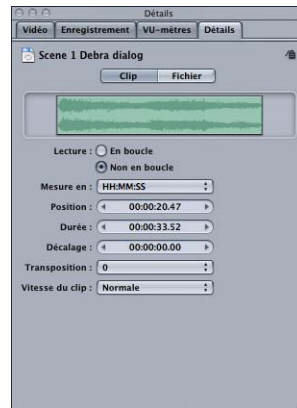 Détails
Vidéo Enregistrement VU-mètres Détails
Scene 1 Debra dialog
Clip Fichier
Lecture : En boucle
Non en boucle
Mesure en : HH:MM:SS
Position : 00:00:20.47
Durée : 00:00:33.52
Décalage : 00:00:00.00
Transposition : 0
Vitesse du clip : Normale